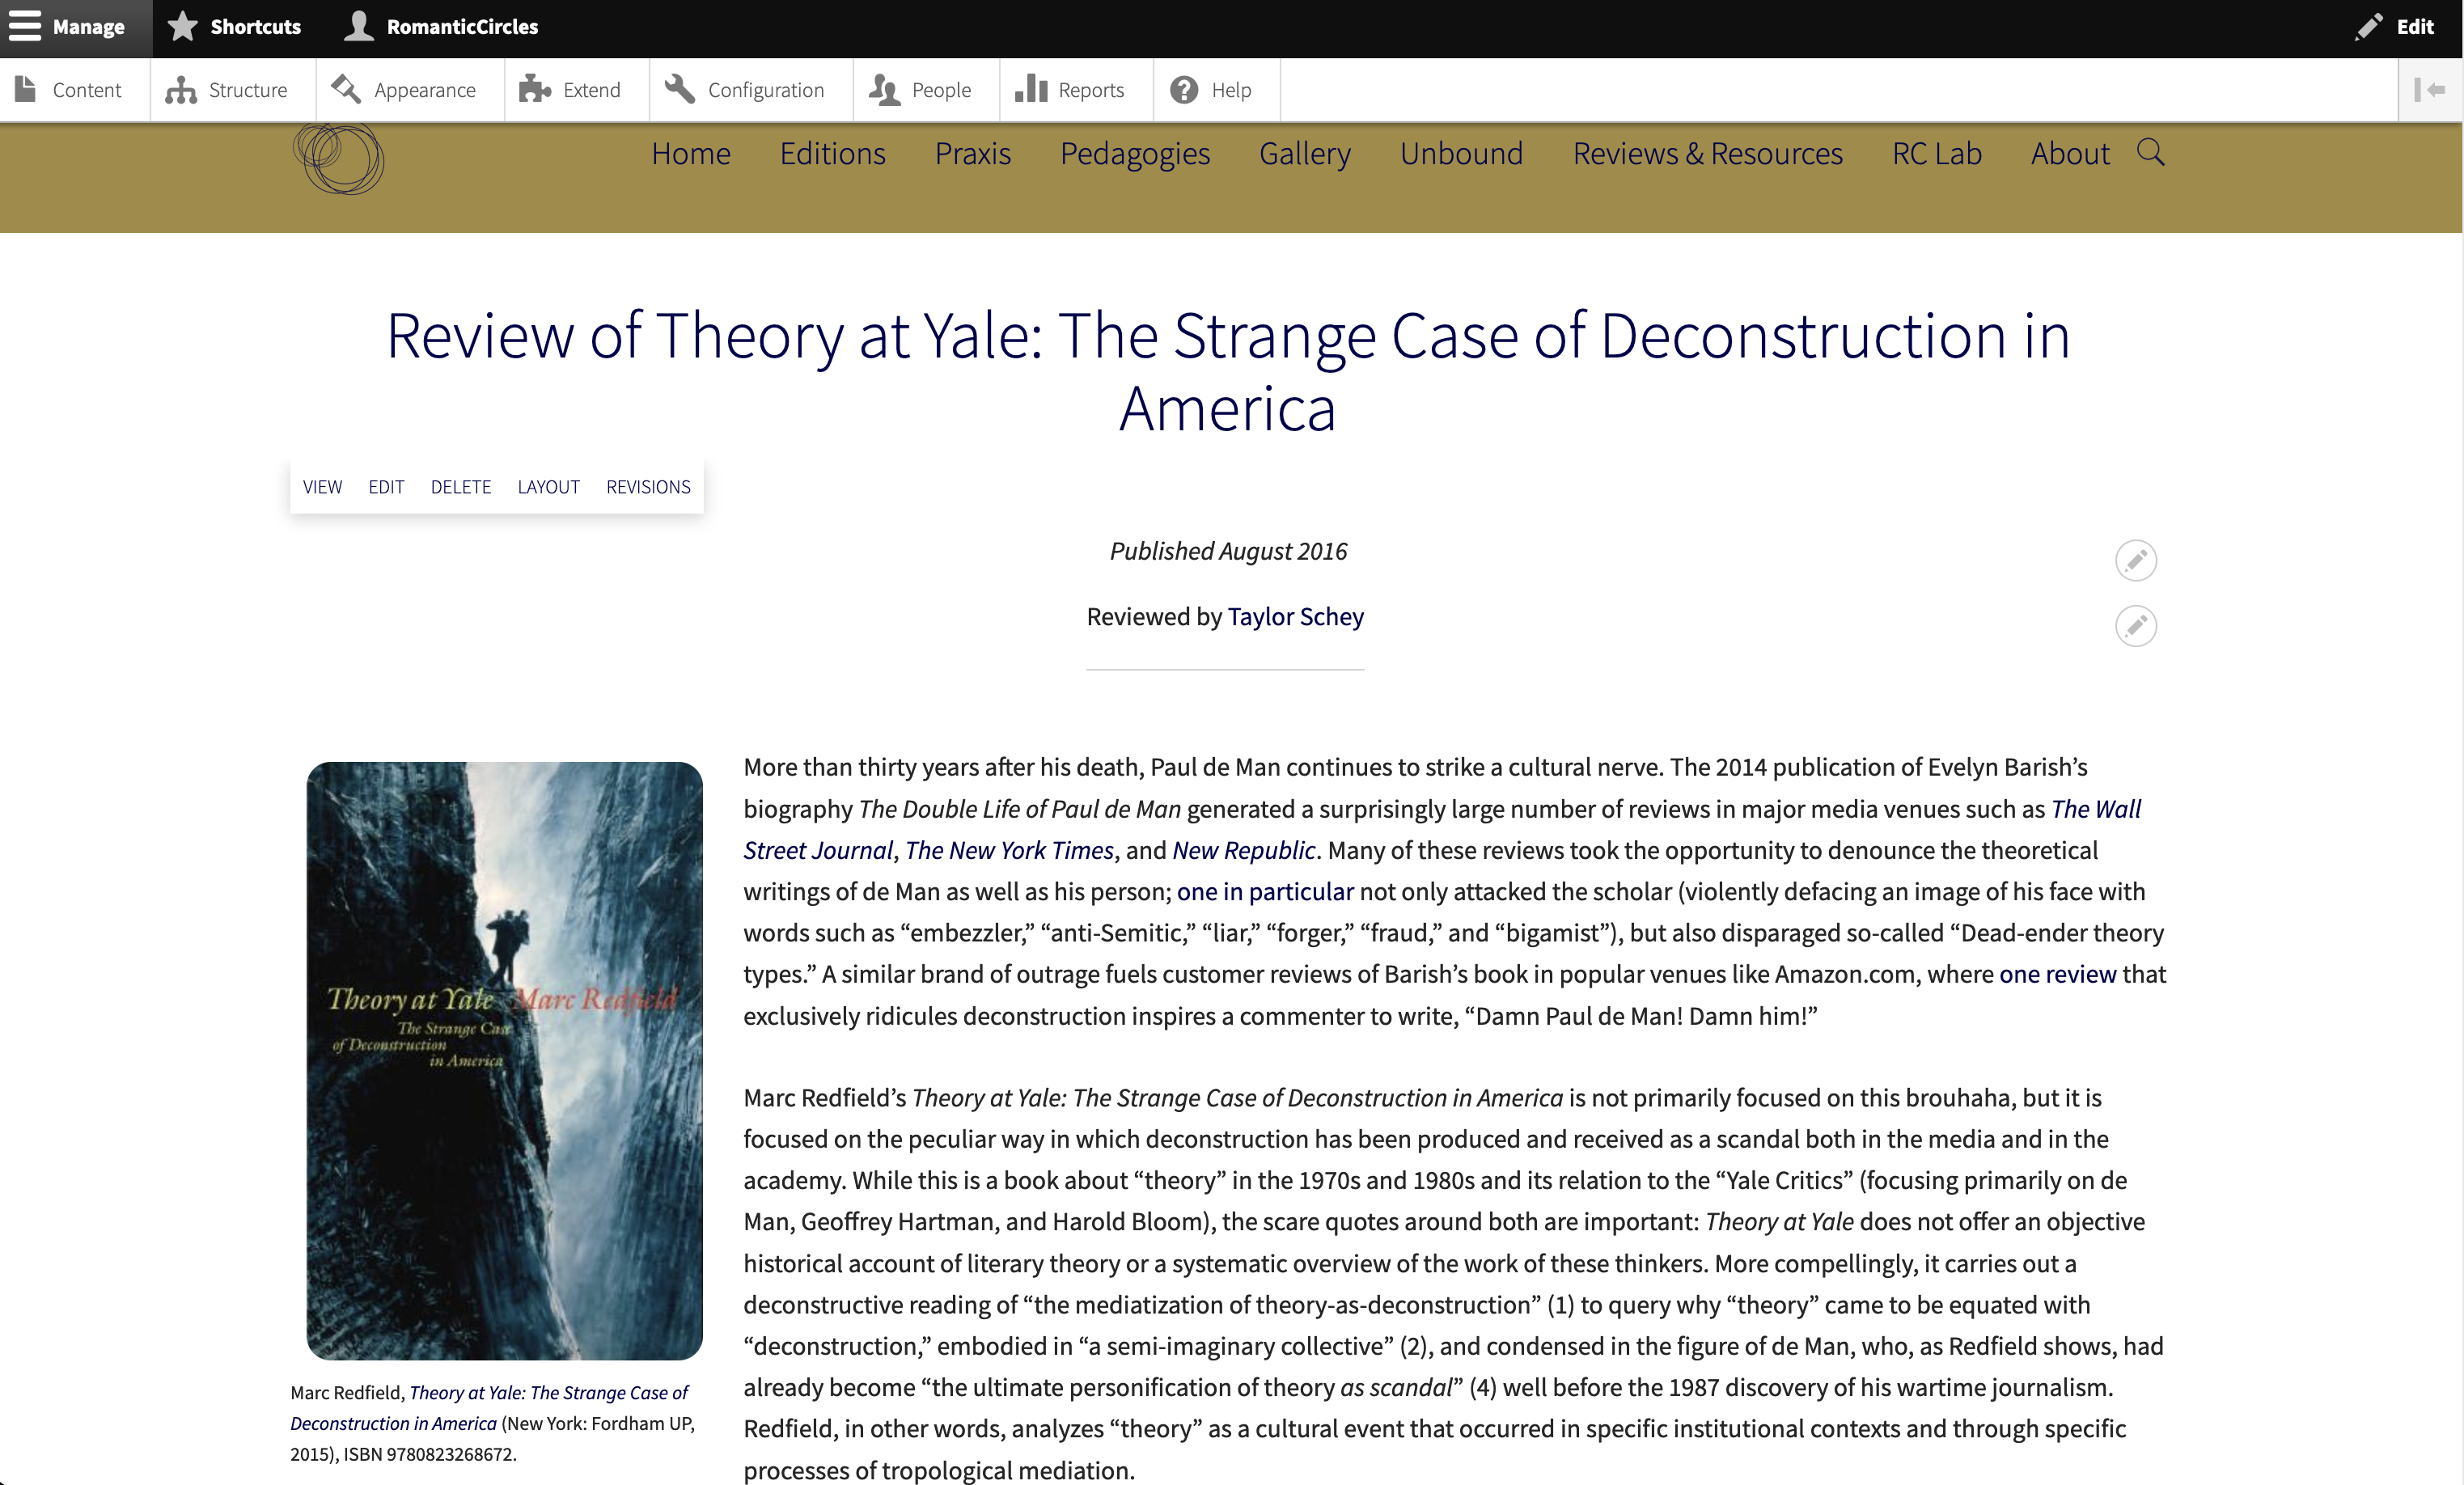 Manage Shortcuts RomanticCircles Edit
Content Structure Appearance Extend Configuration People Reports Help
Home Editions Praxis Pedagogies Gallery Unbound Reviews & Resources RC Lab About
Review of Theory at Yale: The Strange Case of Deconstruction in
America
VIEW EDIT DELETE LAYOUT REVISIONS
Published August 2016
Reviewed by Taylor Schey
Theory at Yale Marc Redfield
The Strange Case
of Deconstruction
in America
Marc Redfield, Theory at Yale: The Strange Case of
Deconstruction in America (New York: Fordham UP,
2015), ISBN 9780823268672.
More than thirty years after his death, Paul de Man continues to strike a cultural nerve. The 2014 publication of Evelyn Barish’s
biography The Double Life of Paul de Man generated a surprisingly large number of reviews in major media venues such as The Wall
Street Journal, The New York Times, and New Republic. Many of these reviews took the opportunity to denounce the theoretical
writings of de Man as well as his person; one in particular not only attacked the scholar (violently defacing an image of his face with
words such as “embezzler,” “anti-Semitic,” “liar,” “forger,” “fraud,” and “bigamist”), but also disparaged so-called “Dead-ender theory
types.” A similar brand of outrage fuels customer reviews of Barish’s book in popular venues like Amazon.com, where one review that
exclusively ridicules deconstruction inspires a commenter to write, “Damn Paul de Man! Damn him!”
Marc Redfield’s Theory at Yale: The Strange Case of Deconstruction in America is not primarily focused on this brouhaha, but it is
focused on the peculiar way in which deconstruction has been produced and received as a scandal both in the media and in the
academy. While this is a book about “theory” in the 1970s and 1980s and its relation to the “Yale Critics” (focusing primarily on de
Man, Geoffrey Hartman, and Harold Bloom), the scare quotes around both are important: Theory at Yale does not offer an objective
historical account of literary theory or a systematic overview of the work of these thinkers. More compellingly, it carries out a
deconstructive reading of “the mediatization of theory-as-deconstruction” (1) to query why “theory” came to be equated with
“deconstruction,” embodied in “a semi-imaginary collective” (2), and condensed in the figure of de Man, who, as Redfield shows, had
already become “the ultimate personification of theory as scandal” (4) well before the 1987 discovery of his wartime journalism.
Redfield, in other words, analyzes “theory” as a cultural event that occurred in specific institutional contexts and through specific
processes of tropological mediation.